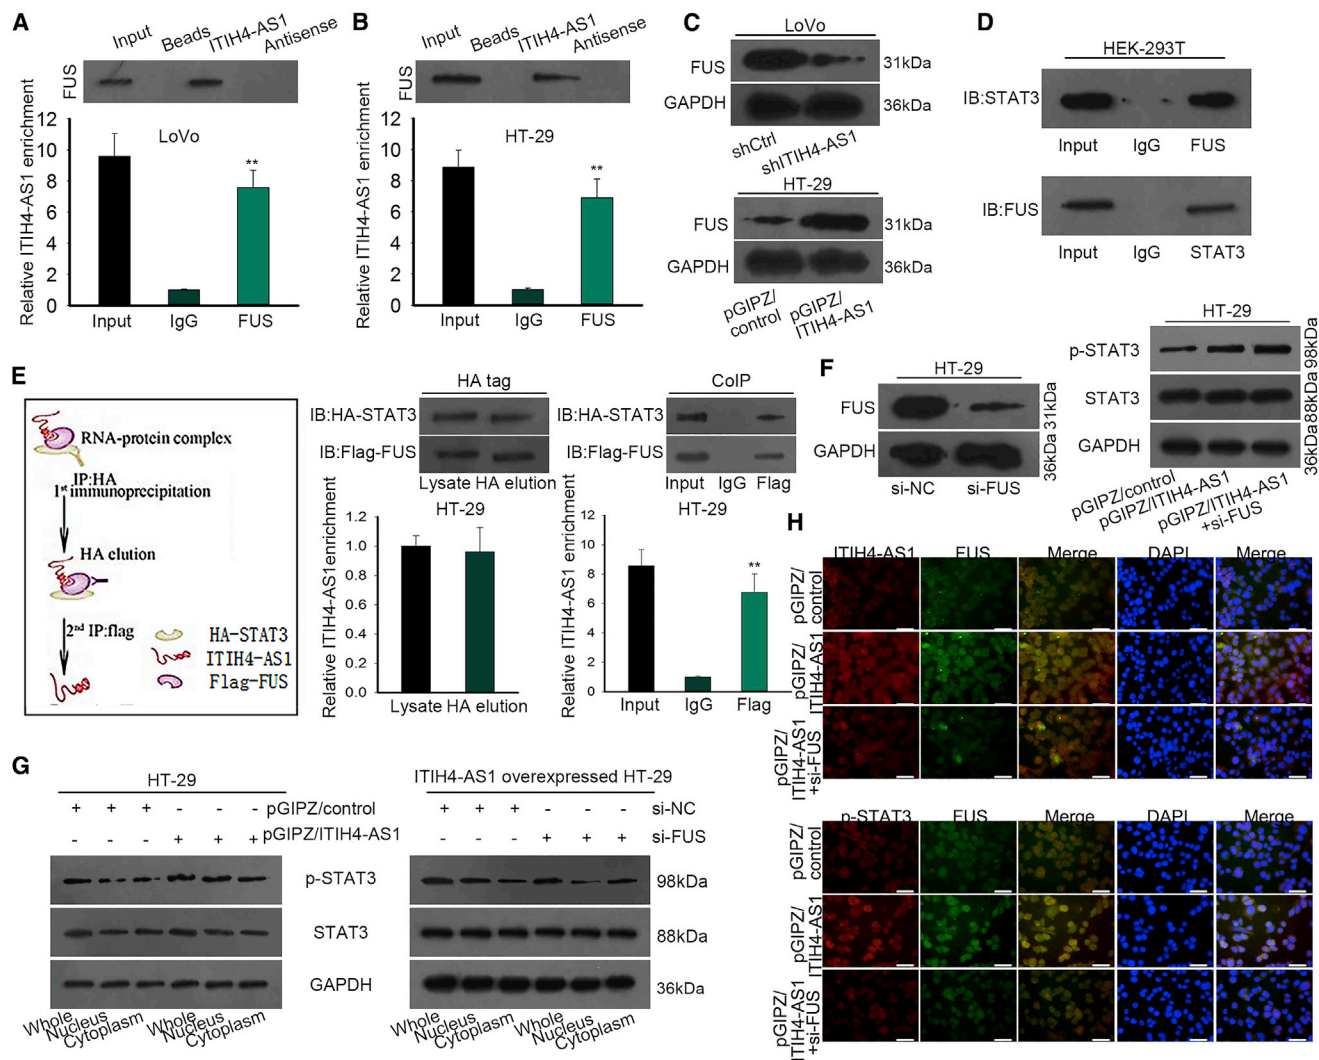 A
Input Beads ITIH4-AS1 Antisense
FUS
Relative ITIH4-AS1 enrichment
12
10
8
6
4
2
0
LoVo
**
Input IgG FUS
B
Input Beads ITIH4-AS1 Antisense
FUS
Relative ITIH4-AS1 enrichment
12
10
8
6
4
2
0
HT-29
**
Input IgG FUS
C
LoVo
FUS 31kDa
GAPDH 36kDa
shCtrl shITIH4-AS1
HT-29
FUS 31kDa
GAPDH 36kDa
pGIPZ/control pGIPZ/ITIH4-AS1
D
HEK-293T
IB:STAT3
Input IgG FUS
IB:FUS
Input IgG STAT3
E
RNA-protein complex
IP:HA
1st immunoprecipitation
HA elution
2nd IP:flag
HA-STAT3
ITIH4-AS1
Flag-FUS
HA tag
IB:HA-STAT3
IB:Flag-FUS
Lysate HA elution
HT-29
Relative ITIH4-AS1enrichment
1.2
1.0
0.8
0.6
0.4
0.2
0.0
Lysate HA elution
CoIP
IB:HA-STAT3
IB:Flag-FUS
Input IgG Flag
HT-29
Relative ITIH4-AS1 enrichment
12
10
8
6
4
2
0
**
Input IgG Flag
F
HT-29
FUS 31kDa
GAPDH 36kDa
si-NC si-FUS
HT-29
p-STAT3 98kDa
STAT3 88kDa
GAPDH 36kDa
pGIPZ/control
pGIPZ/ITIH4-AS1
pGIPZ/ITIH4-AS1
+si-FUS
G
HT-29
+ + + - - - pGIPZ/control
- - - + + + pGIPZ/ITIH4-AS1
ITIH4-AS1 overexpressed HT-29
+ + + - - - si-NC
- - - + + + si-FUS
p-STAT3 98kDa
STAT3 88kDa
GAPDH 36kDa
Whole Nucleus Cytoplasm Whole Nucleus Cytoplasm
Whole Nucleus Cytoplasm Whole Nucleus Cytoplasm
H
ITIH4-AS1 FUS Merge DAPI Merge
pGIPZ/
control
pGIPZ/
ITIH4-AS1
pGIPZ/
ITIH4-AS1
+si-FUS
p-STAT3 FUS Merge DAPI Merge
pGIPZ/
control
pGIPZ/
ITIH4-AS1
pGIPZ/
ITIH4-AS1
+si-FUS